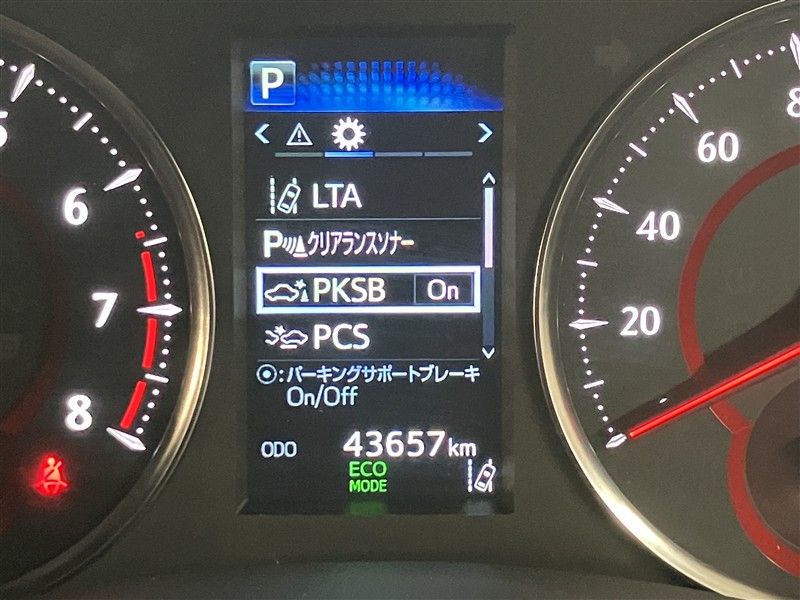 P
LTA
Pクリアランスソナー
PKSB On
PCS
⦿:パーキングサポートブレーキ
On/Off
ODO 43657km
ECO
MODE
6
7
8
60
40
20